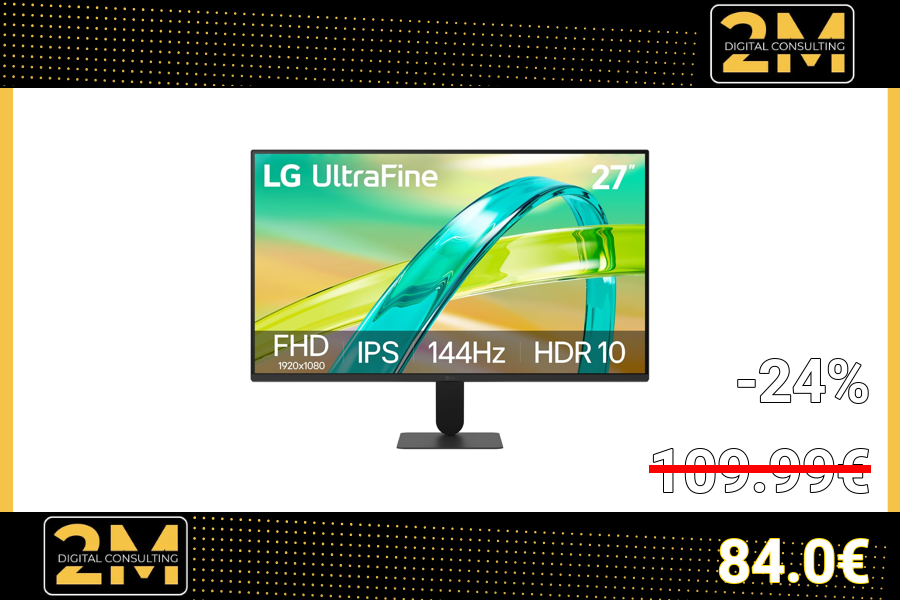 2M
DIGITAL CONSULTING
LG UltraFine
27"
FHD
1920x1080
IPS
144Hz
HDR 10
-24%
109.99€
2M
DIGITAL CONSULTING
84.0€